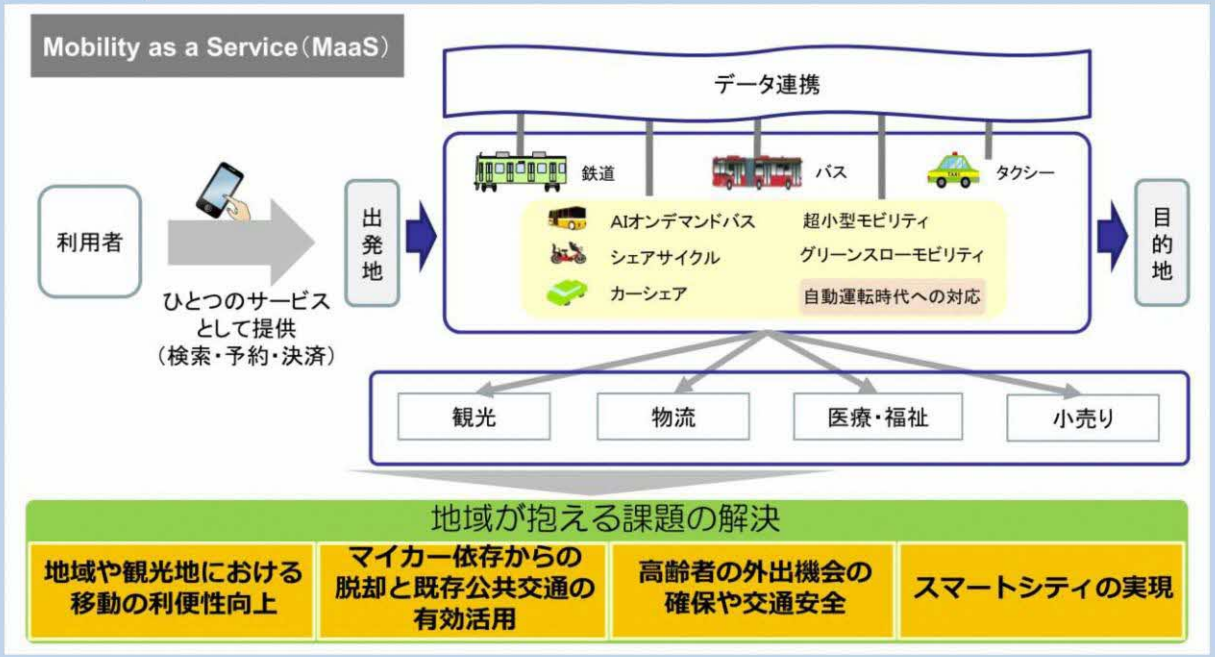 Mobility as a Service(MaaS)
データ連携
鉄道
バス
タクシー
TAXI
AIオンデマンドバス
超小型モビリティ
シェアサイクル
グリーンスローモビリティ
カーシェア
自動運転時代への対応
利用者
ひとつのサービス
として提供
(検索・予約・決済)
出発地
目的地
観光
物流
医療・福祉
小売り
地域が抱える課題の解決
地域や観光地における
移動の利便性向上
マイカー依存からの
脱却と既存公共交通の
有効活用
高齢者の外出機会の
確保や交通安全
スマートシティの実現